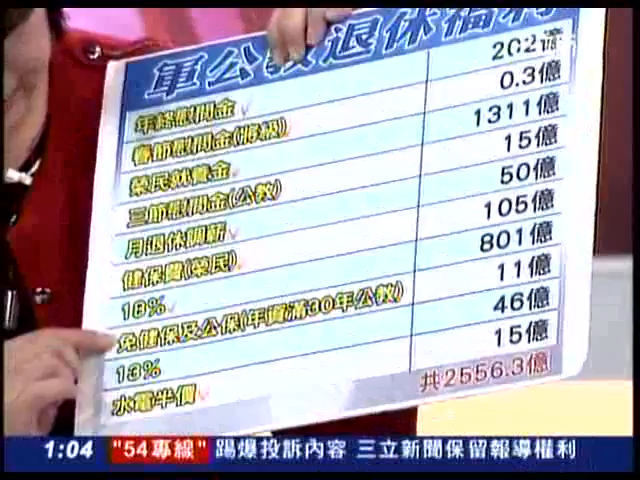 軍公教退休福利
年終慰問金 202億
春節慰問金(將級) 0.3億
榮民就養金 1311億
三節慰問金(公教) 15億
月退休調薪 50億
健保費(榮民) 105億
18% 801億
免健保及公保(年資滿30年公教) 11億
13% 46億
水電半價 15億
共2556.3億
1:04 "54專線" 踢爆投訴內容 三立新聞保留報導權利